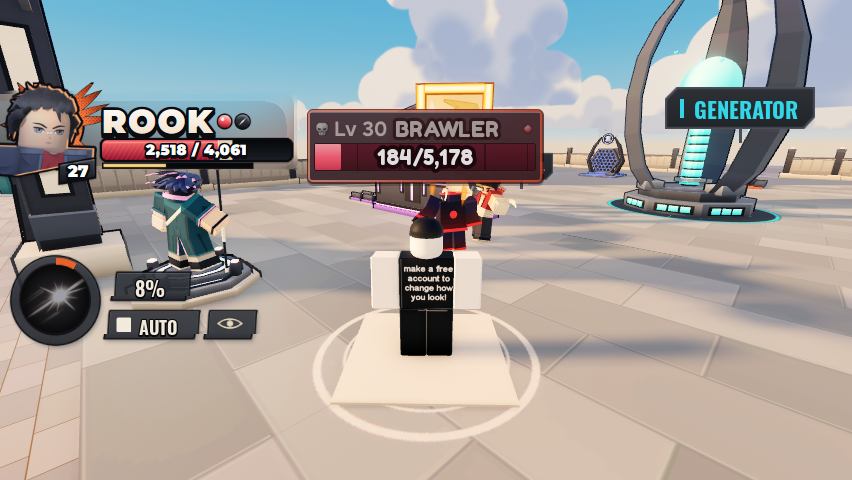 ROOK
2,518 / 4,061
27
Lv 30 BRAWLER
184/5,178
GENERATOR
8%
AUTO
make a free
account to
change how
you look!